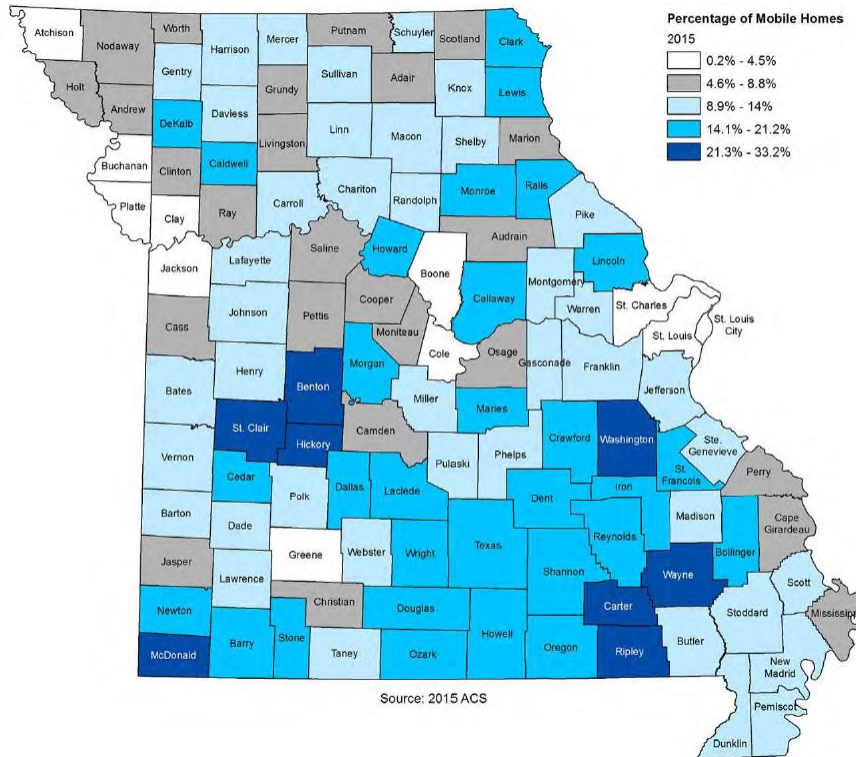 Percentage of Mobile Homes
2015
0.2% - 4.5%
4.6% - 8.8%
8.9% - 14%
14.1% - 21.2%
21.3% - 33.2%
Atchison
Nodaway
Worth
Harrison
Mercer
Putnam
Schuyler
Scotland
Clark
Gentry
Sullivan
Adair
Knox
Lewis
Holt
Andrew
DeKalb
Daviess
Grundy
Linn
Macon
Shelby
Marion
Buchanan
Clinton
Caldwell
Livingston
Chariton
Randolph
Monroe
Ralls
Pike
Platte
Clay
Ray
Carroll
Saline
Howard
Boone
Audrain
Lincoln
Jackson
Lafayette
Cooper
Callaway
Montgomery
Warren
St. Charles
St. Louis
City
St. Louis
Cass
Johnson
Pettis
Moniteau
Cole
Osage
Gasconade
Franklin
Jefferson
Bates
Henry
Benton
Morgan
Miller
Maries
St. Clair
Hickory
Camden
Pulaski
Phelps
Crawford
Washington
Ste.
Genevieve
St.
Francois
Perry
Vernon
Cedar
Polk
Dallas
Laclede
Dent
Iron
Madison
Cape
Girardeau
Barton
Dade
Greene
Webster
Wright
Texas
Reynolds
Bollinger
Jasper
Lawrence
Christian
Shannon
Wayne
Scott
Newton
Stone
Douglas
Howell
Carter
Stoddard
Mississippi
McDonald
Barry
Taney
Ozark
Oregon
Ripley
Butler
New
Madrid
Pemiscot
Dunklin
Source: 2015 ACS